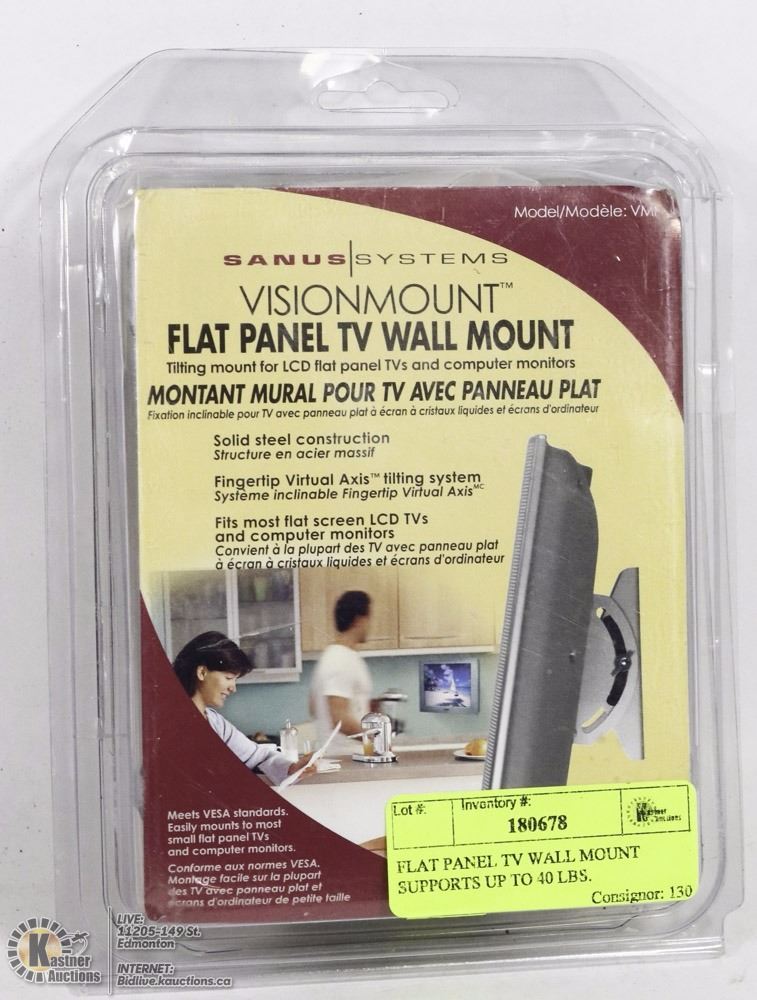 Model/Modèle: VM
SANUS|SYSTEMS
VISIONMOUNT™
FLAT PANEL TV WALL MOUNT
Tilting mount for LCD flat panel TVs and computer monitors
MONTANT MURAL POUR TV AVEC PANNEAU PLAT
Fixation inclinable pour TV avec panneau plat à écran à cristaux liquides et écrans d'ordinateur
Solid steel construction
Structure en acier massif
Fingertip Virtual Axis™ tilting system
Système inclinable Fingertip Virtual Axis MC
Fits most flat screen LCD TVs
and computer monitors
Convient à la plupart des TV avec panneau plat
à écran à cristaux liquides et écrans d'ordinateur
Meets VESA standards.
Easily mounts to most
small flat panel TVs
and computer monitors.
Conforme aux normes VESA.
Montage facile sur la plupart
des TV avec panneau plat et
écrans d'ordinateur de petite taille
Lot #:
Inventory #:
180678
Kastner
Auctions
FLAT PANEL TV WALL MOUNT
SUPPORTS UP TO 40 LBS.
Consignor: 130
Kastner
Auctions
LIVE:
11205-149 St.
Edmonton
INTERNET:
Bidlive.kauctions.ca